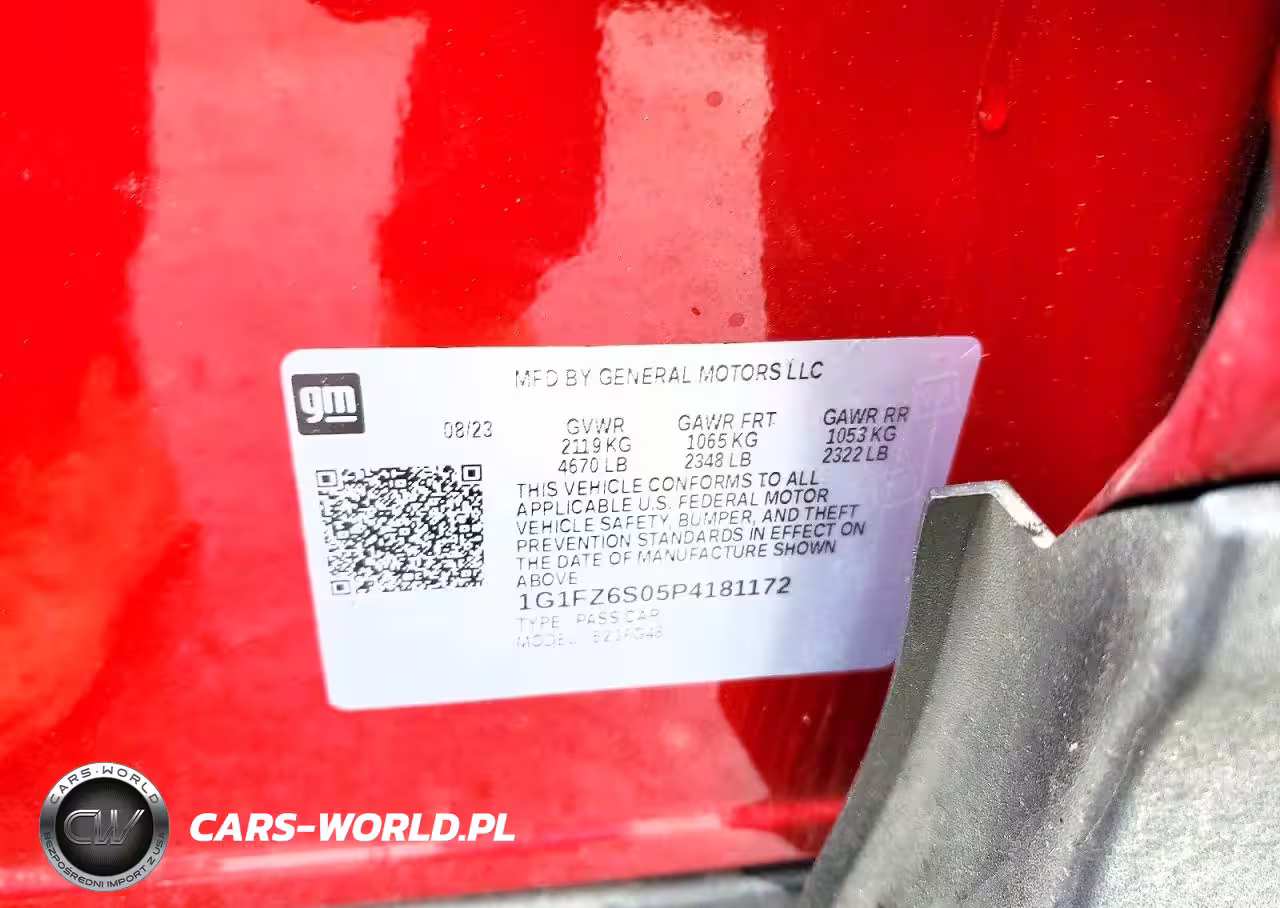 gm
MFD BY GENERAL MOTORS LLC
08/23 GVWR GAWR FRT GAWR RR
2119 KG 1065 KG 1053 KG
4670 LB 2348 LB 2322 LB
THIS VEHICLE CONFORMS TO ALL
APPLICABLE U.S. FEDERAL MOTOR
VEHICLE SAFETY, BUMPER, AND THEFT
PREVENTION STANDARDS IN EFFECT ON
THE DATE OF MANUFACTURE SHOWN
ABOVE
1G1FZ6S05P4181172
TYPE PASS CAR
MODEL
CARS-WORLD
CW
BEZPOŚREDNI IMPORT Z USA
CARS-WORLD.PL